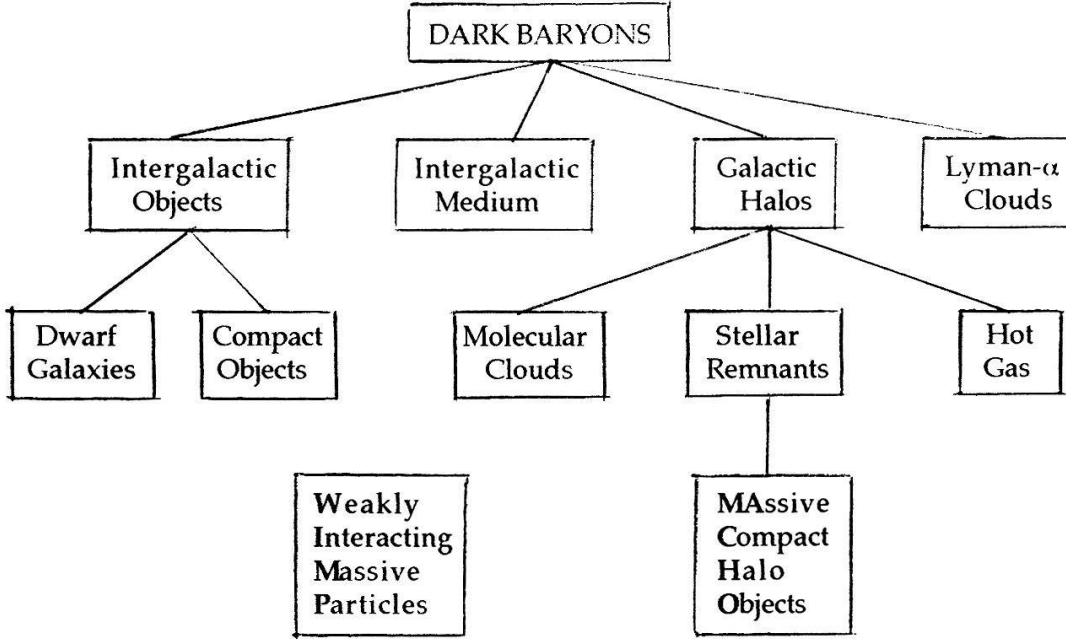 DARK BARYONS
Intergalactic
Objects
Intergalactic
Medium
Galactic
Halos
Lyman-α
Clouds
Dwarf
Galaxies
Compact
Objects
Molecular
Clouds
Stellar
Remnants
Hot
Gas
Weakly
Interacting
Massive
Particles
MAssive
Compact
Halo
Objects